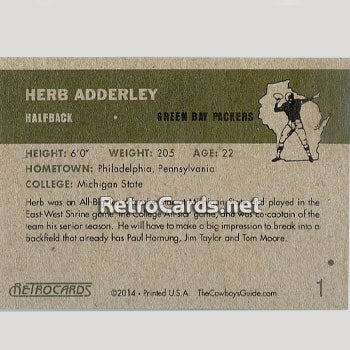 HERB ADDERLEY
HALFBACK • GREEN BAY PACKERS
HEIGHT: 6'0" WEIGHT: 205 AGE: 22
HOMETOWN: Philadelphia, Pennsylvania
COLLEGE: Michigan State
Herb was an All-Big played in the
East-West Shrine game, the College All-star game, and was co-captain of the
team his senior season. He will have to make a big impression to break into a
backfield that already has Paul Hornung, Jim Taylor and Tom Moore.
RetroCards.net
RETROCARDS
©2014 • Printed U.S.A. TheCowboysGuide.com
1